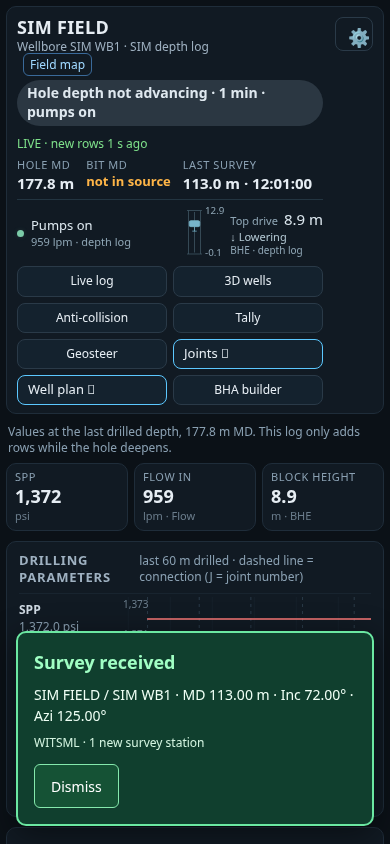 SIM FIELD
Wellbore SIM WB1 · SIM depth log
Field map
Hole depth not advancing · 1 min ·
pumps on
LIVE · new rows 1 s ago
HOLE MD BIT MD LAST SURVEY
177.8 m not in source 113.0 m · 12:01:00
Pumps on
959 lpm · depth log
12.9
-0.1
Top drive 8.9 m
↓ Lowering
BHE · depth log
Live log 3D wells
Anti-collision Tally
Geosteer Joints
Well plan BHA builder
Values at the last drilled depth, 177.8 m MD. This log only adds
rows while the hole deepens.
SPP FLOW IN BLOCK HEIGHT
1,372 959 8.9
psi lpm · Flow m · BHE
DRILLING
PARAMETERS
last 60 m drilled · dashed line =
connection (J = joint number)
SPP 1,373
1,372.0 psi
Survey received
SIM FIELD / SIM WB1 · MD 113.00 m · Inc 72.00° ·
Azi 125.00°
WITSML · 1 new survey station
Dismiss